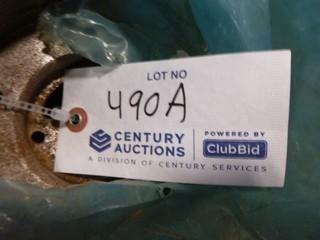 LOT NO
490A
CENTURY AUCTIONS
POWERED BY
ClubBid
A DIVISION OF CENTURY SERVICES